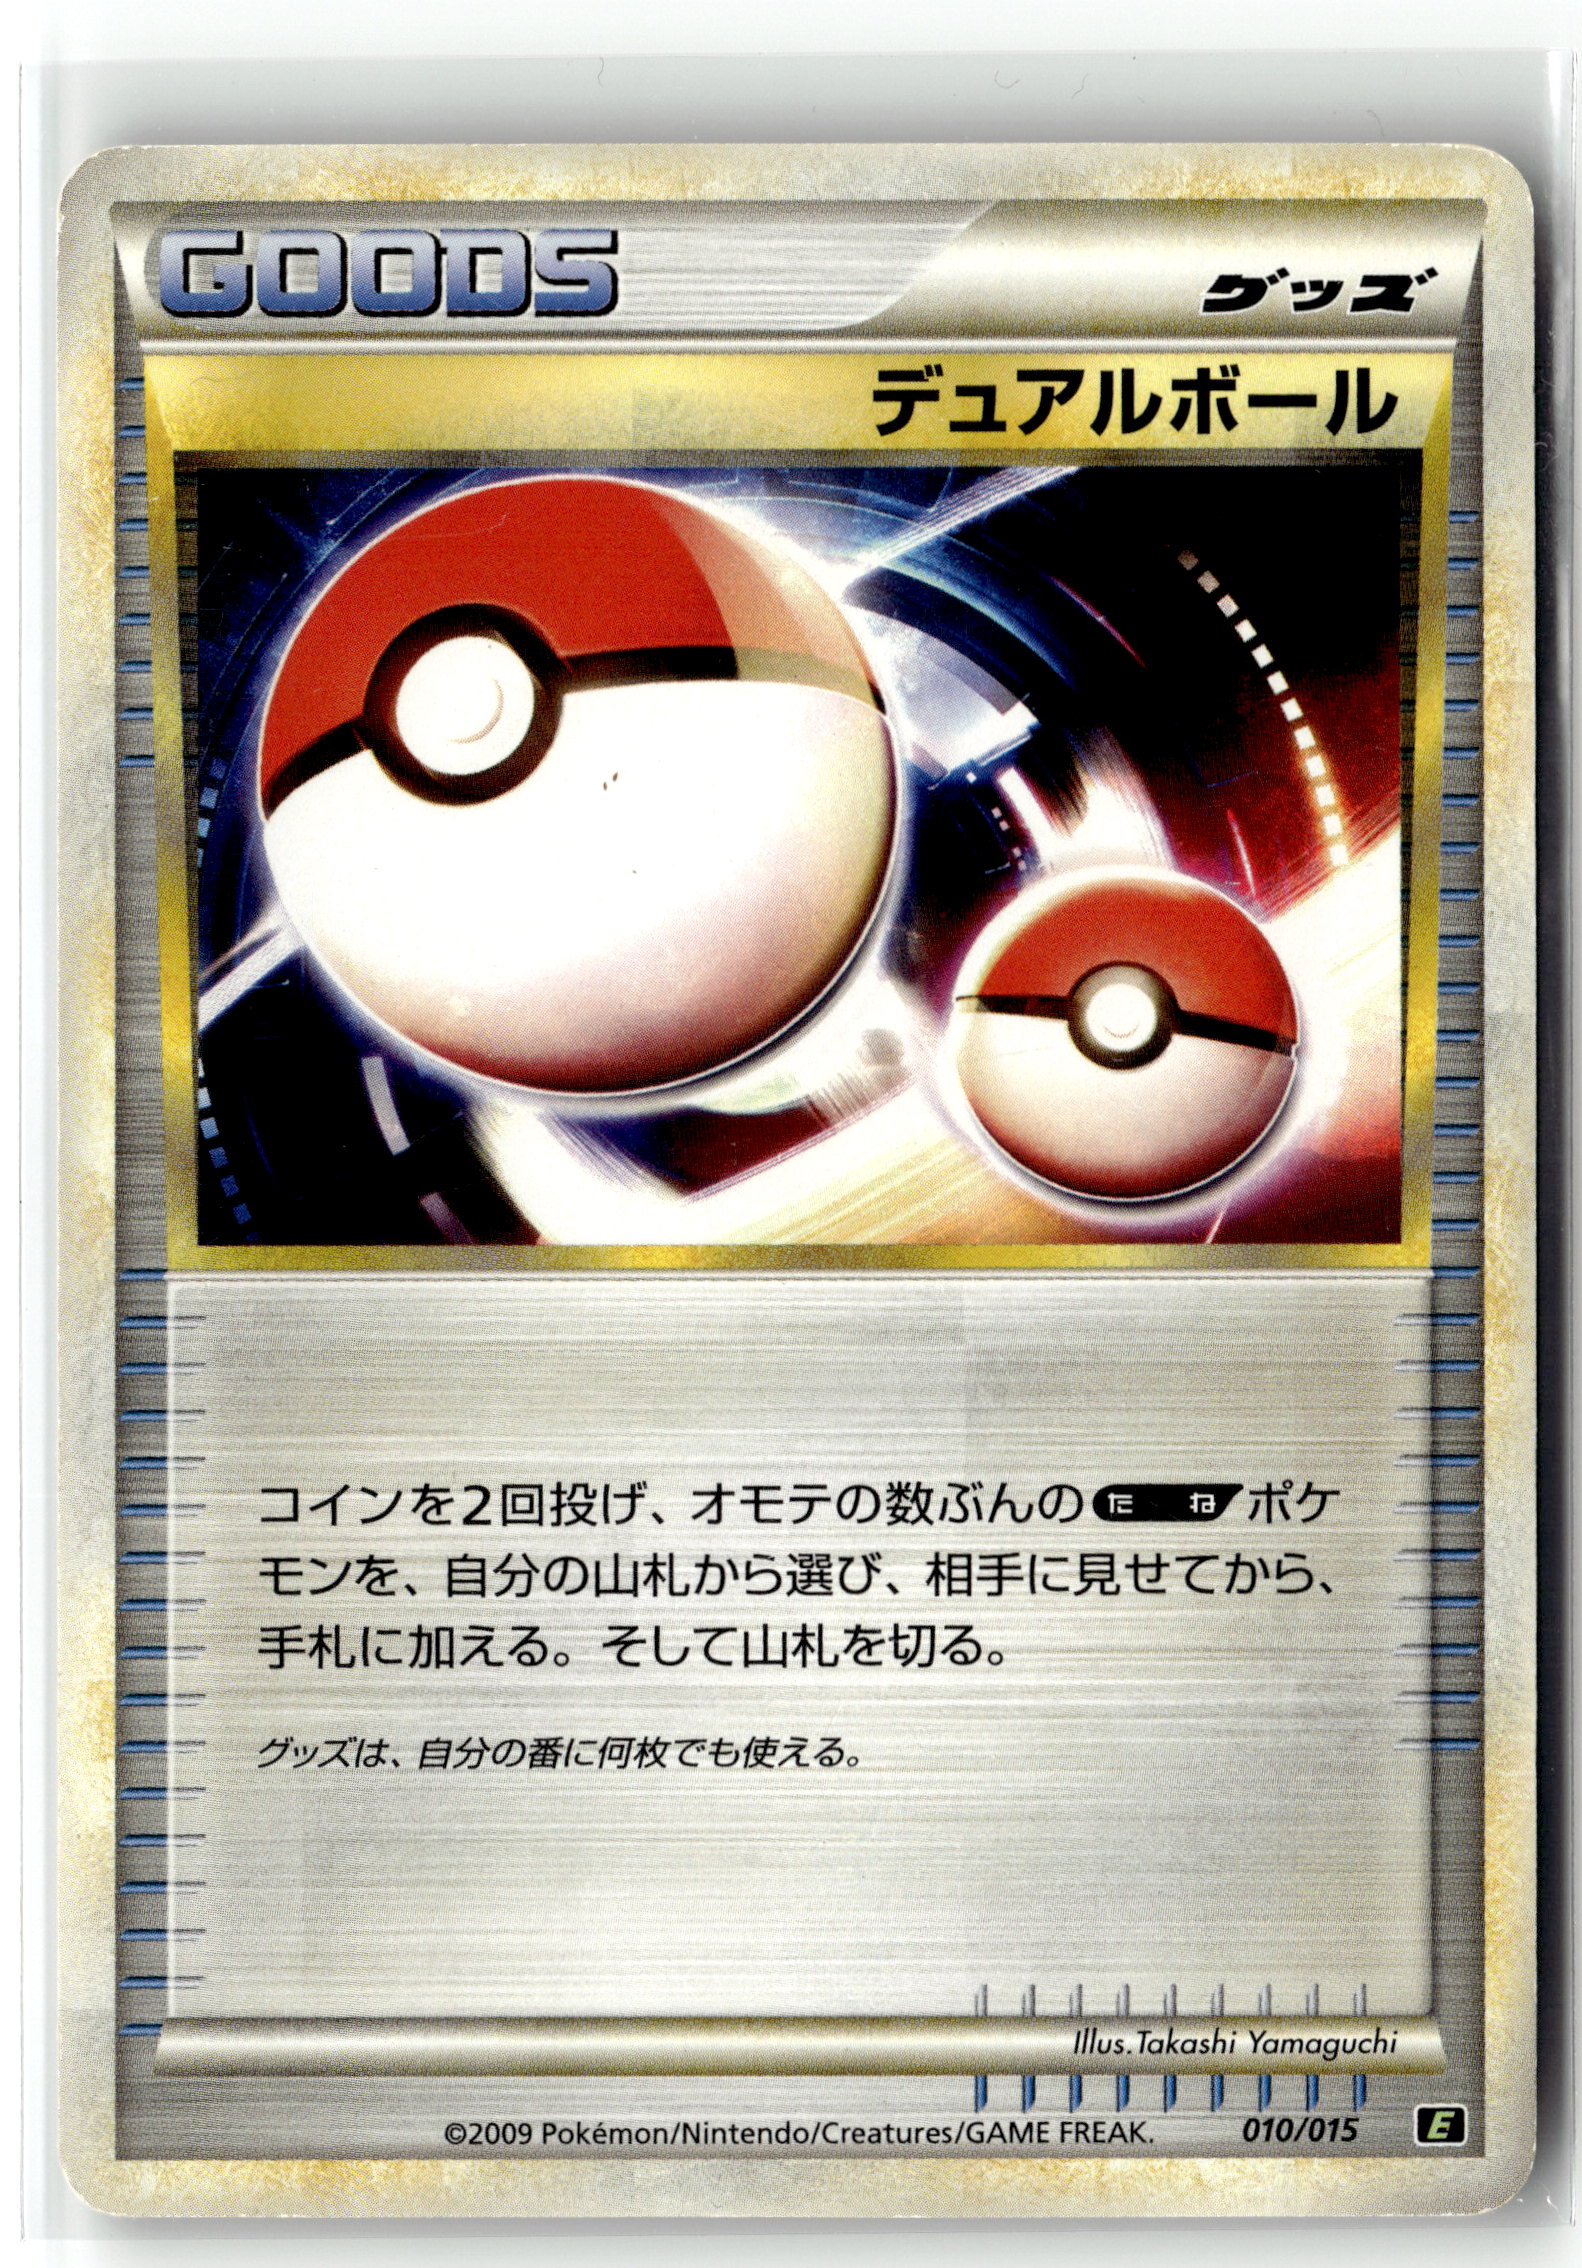 GOODS
グッズ
デュアルボール
コインを2回投げ、オモテの数ぶんのたねポケ
モンを、自分の山札から選び、相手に見せてから、
手札に加える。そして山札を切る。
グッズは、自分の番に何枚でも使える。
Illus.Takashi Yamaguchi
©2009 Pokémon/Nintendo/Creatures/GAME FREAK.
010/015
E